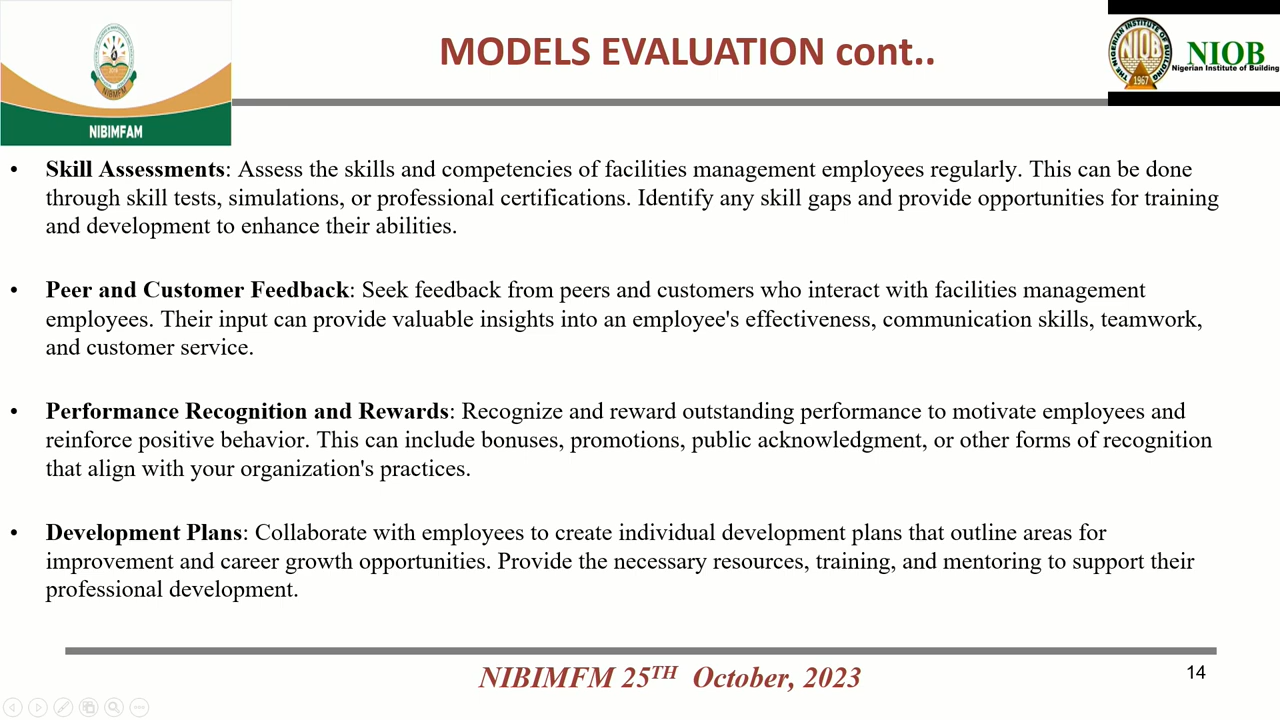 MODELS EVALUATION cont..
NIBIMFAM
THE NIGERIAN INSTITUTE OF BUILDING
NIOB
1967
NIOB
Nigerian Institute of Building
• Skill Assessments: Assess the skills and competencies of facilities management employees regularly. This can be done
through skill tests, simulations, or professional certifications. Identify any skill gaps and provide opportunities for training
and development to enhance their abilities.
• Peer and Customer Feedback: Seek feedback from peers and customers who interact with facilities management
employees. Their input can provide valuable insights into an employee's effectiveness, communication skills, teamwork,
and customer service.
• Performance Recognition and Rewards: Recognize and reward outstanding performance to motivate employees and
reinforce positive behavior. This can include bonuses, promotions, public acknowledgment, or other forms of recognition
that align with your organization's practices.
• Development Plans: Collaborate with employees to create individual development plans that outline areas for
improvement and career growth opportunities. Provide the necessary resources, training, and mentoring to support their
professional development.
NIBIMFM 25TH October, 2023
14